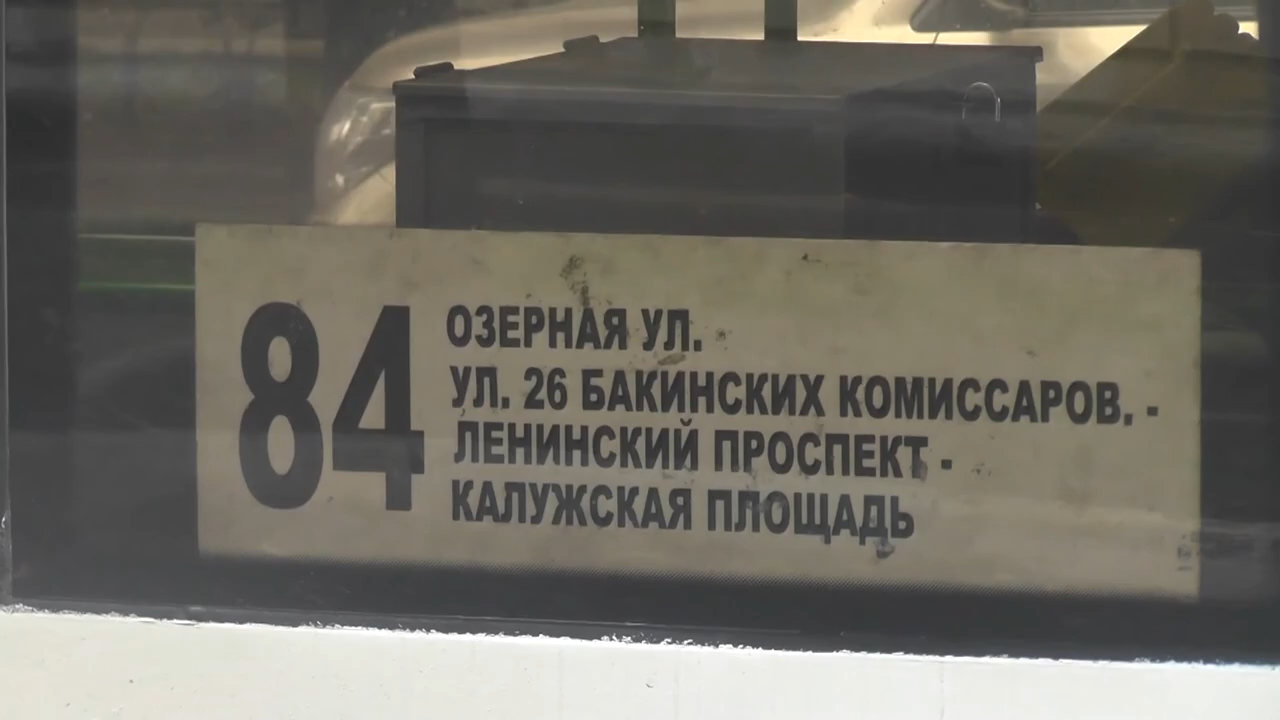 84
ОЗЕРНАЯ УЛ.
УЛ. 26 БАКИНСКИХ КОМИССАРОВ, -
ЛЕНИНСКИЙ ПРОСПЕКТ -
КАЛУЖСКАЯ ПЛОЩАДЬ